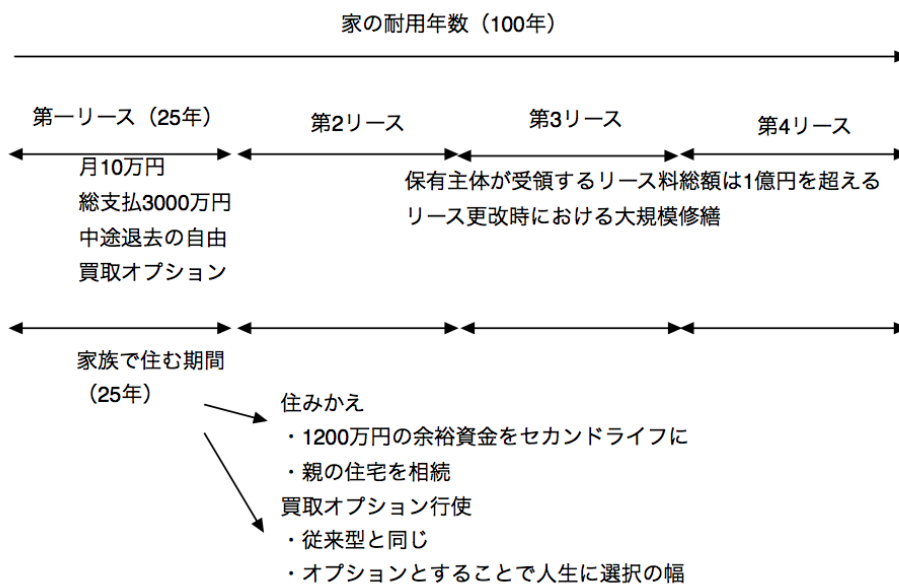 家の耐用年数（100年）
第一リース（25年）
第2リース
第3リース
第4リース
月10万円
総支払3000万円
中途退去の自由
買取オプション
保有主体が受領するリース料総額は1億円を超える
リース更改時における大規模修繕
家族で住む期間
（25年）
住みかえ
・1200万円の余裕資金をセカンドライフに
・親の住宅を相続
買取オプション行使
・従来型と同じ
・オプションとすることで人生に選択の幅